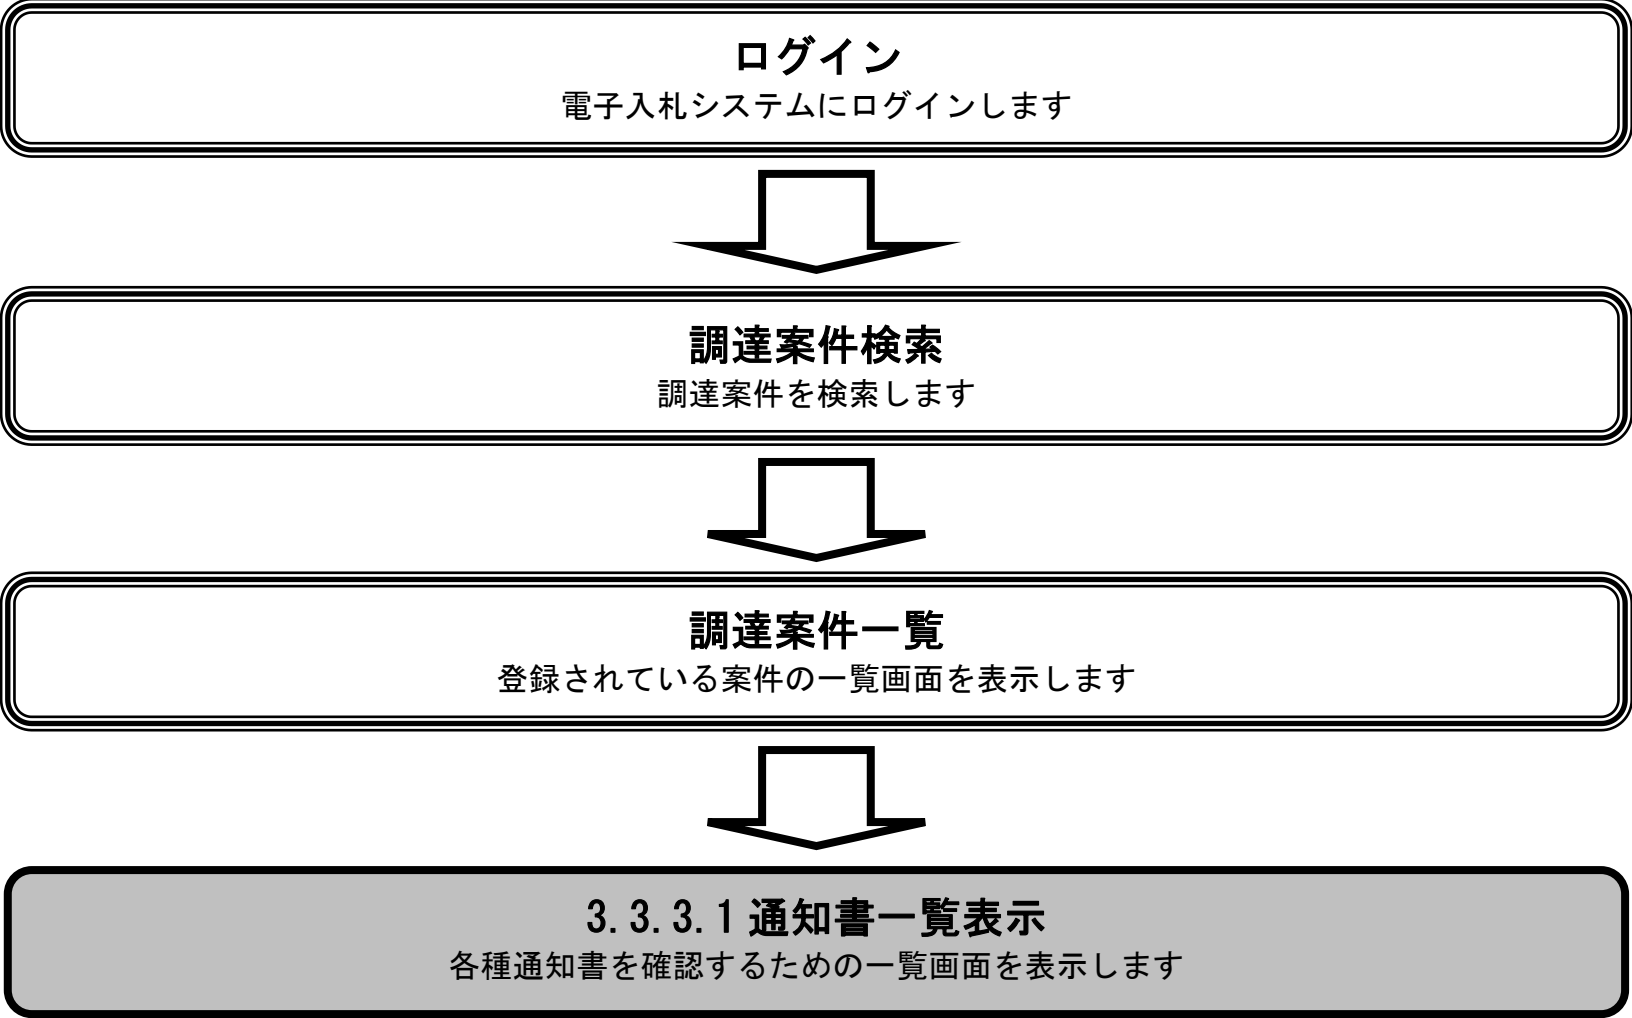 ログイン
電子入札システムにログインします
調達案件検索
調達案件を検索します
調達案件一覧
登録されている案件の一覧画面を表示します
3.3.3.1通知書一覧表示
各種通知書を確認するための一覧画面を表示します